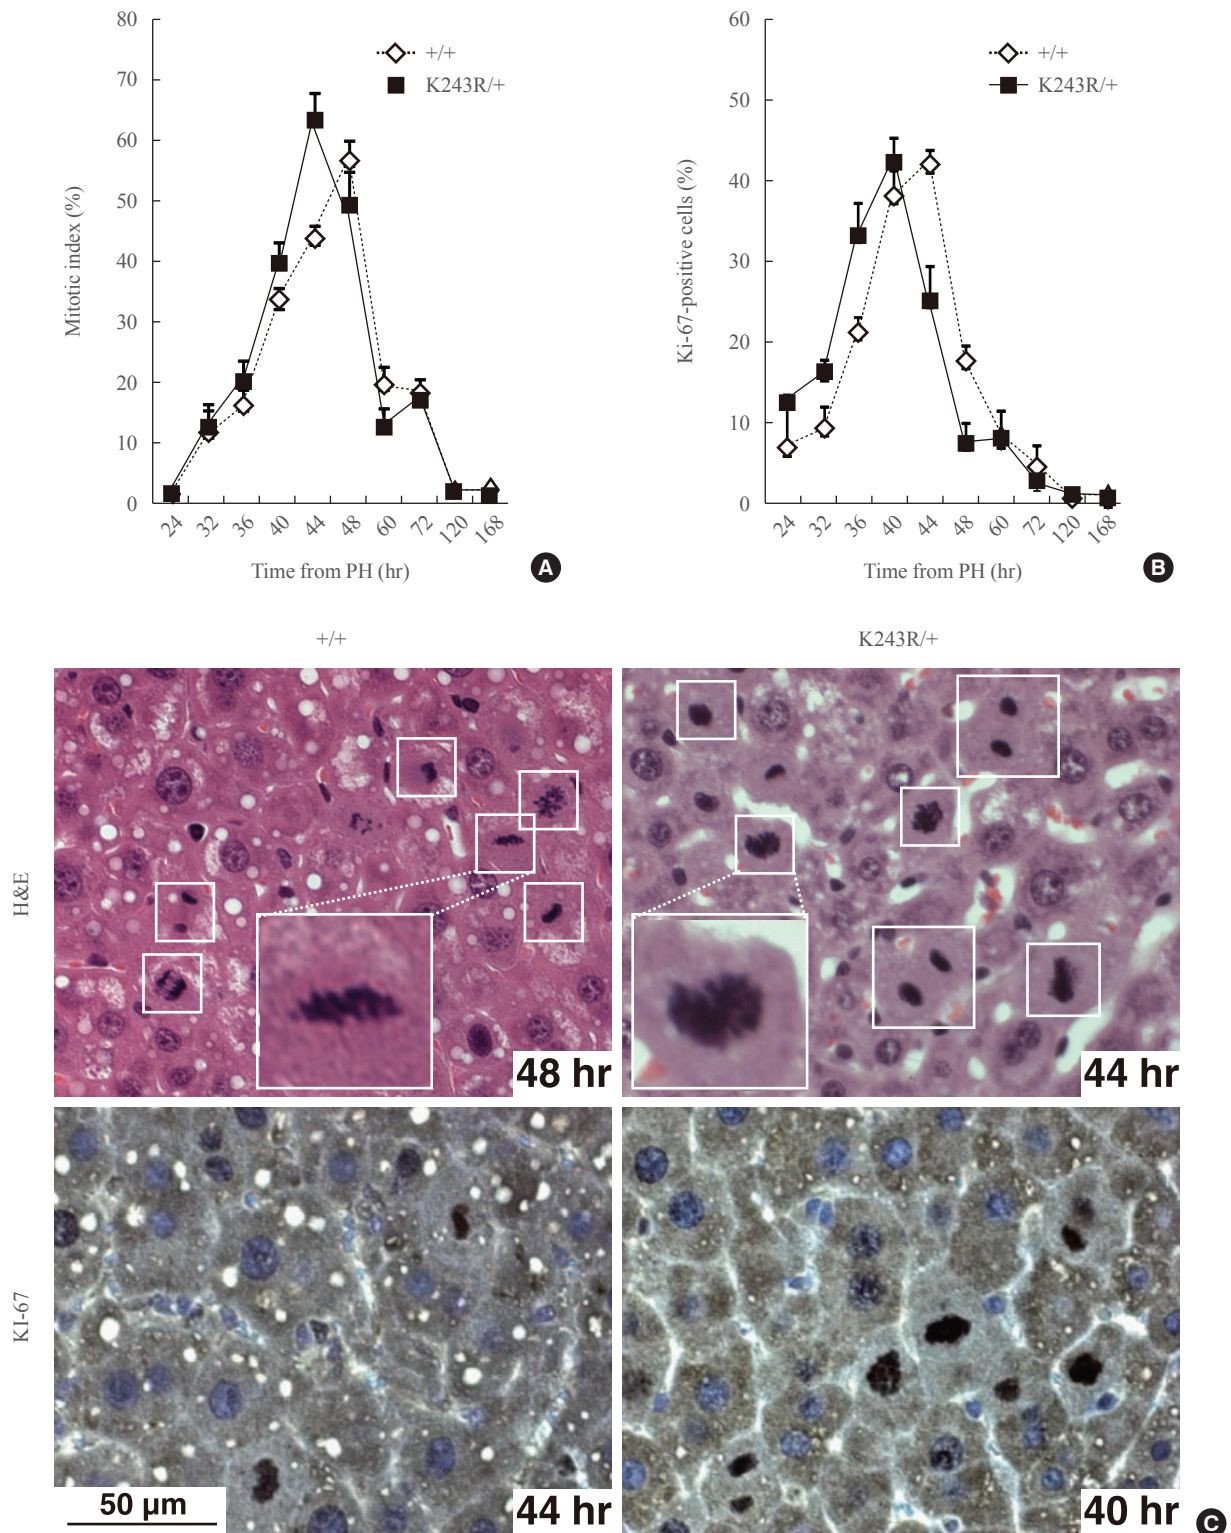 80
70
60
50
40
30
20
10
0
Mitotic index (%)
+/+
K243R/+
24 32 36 40 44 48 60 72 120 168
Time from PH (hr)
A
60
50
40
30
20
10
0
Ki-67-positive cells (%)
+/+
K243R/+
24 32 36 40 44 48 60 72 120 168
Time from PH (hr)
B
+/+
K243R/+
H&E
48 hr
44 hr
KI-67
50 μm
44 hr
40 hr
C